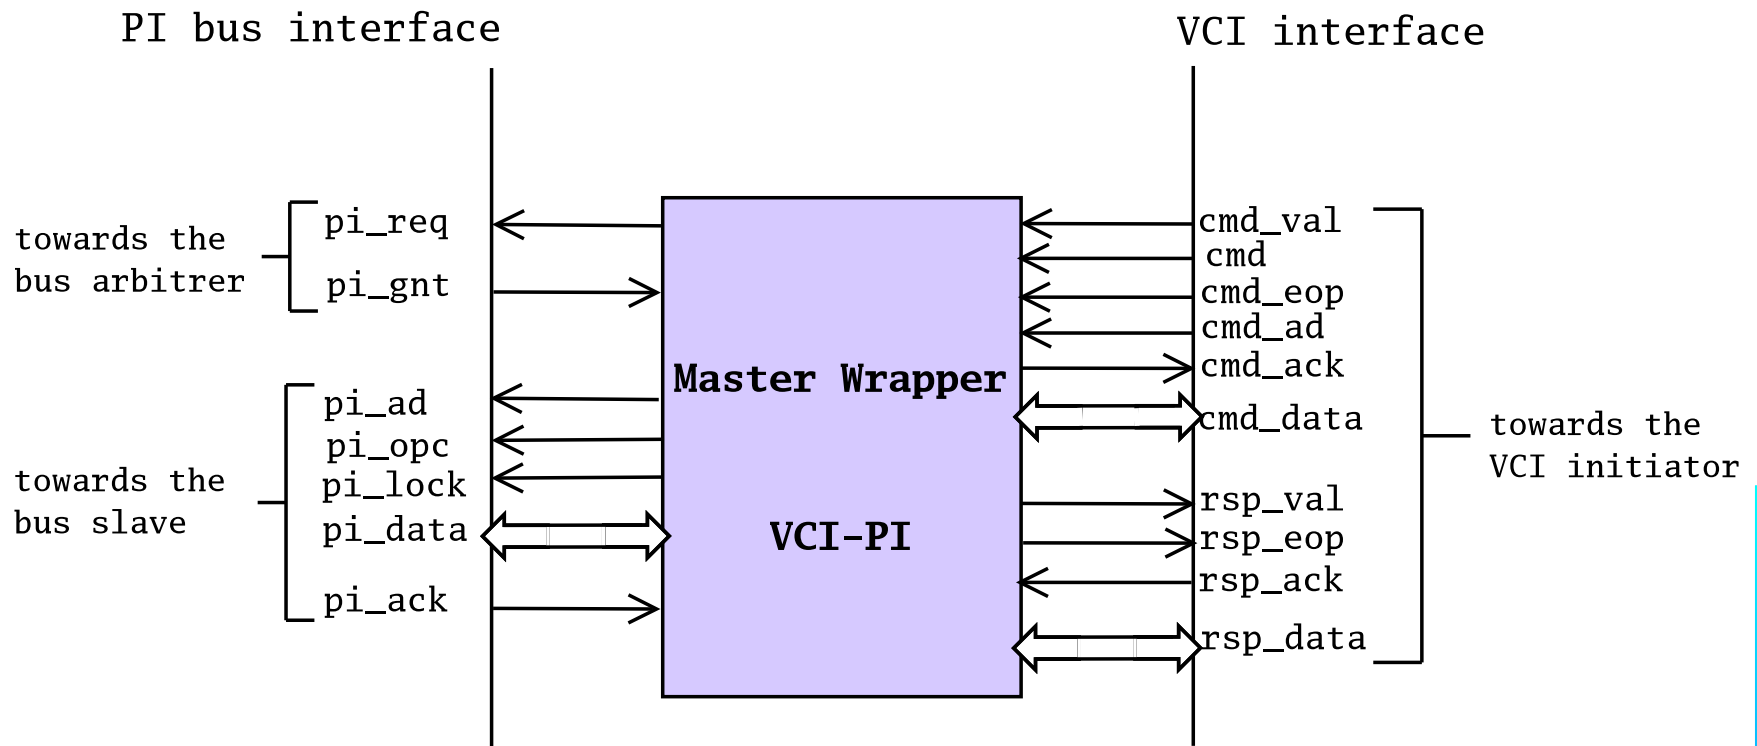 PI bus interface
VCI interface
towards the
bus arbitrer
pi_req
pi_gnt
towards the
bus slave
pi_ad
pi_opc
pi_lock
pi_data
pi_ack
Master Wrapper
VCI-PI
cmd_val
cmd
cmd_eop
cmd_ad
cmd_ack
cmd_data
rsp_val
rsp_eop
rsp_ack
rsp_data
towards the
VCI initiator